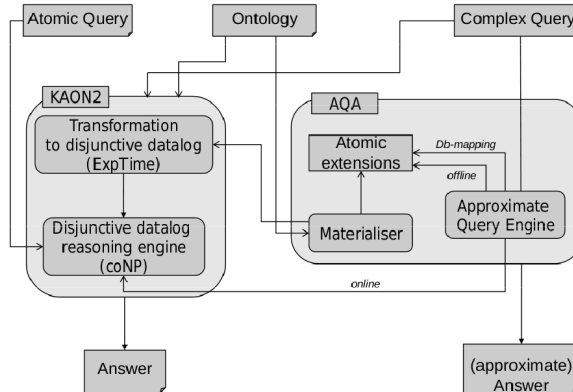 Atomic Query
Ontology
Complex Query
KAON2
AQA
Transformation
to disjunctive datalog
(ExpTime)
Atomic
extensions
Db-mapping
offline
Disjunctive datalog
reasoning engine
(coNP)
Materialiser
Approximate
Query Engine
online
Answer
(approximate)
Answer